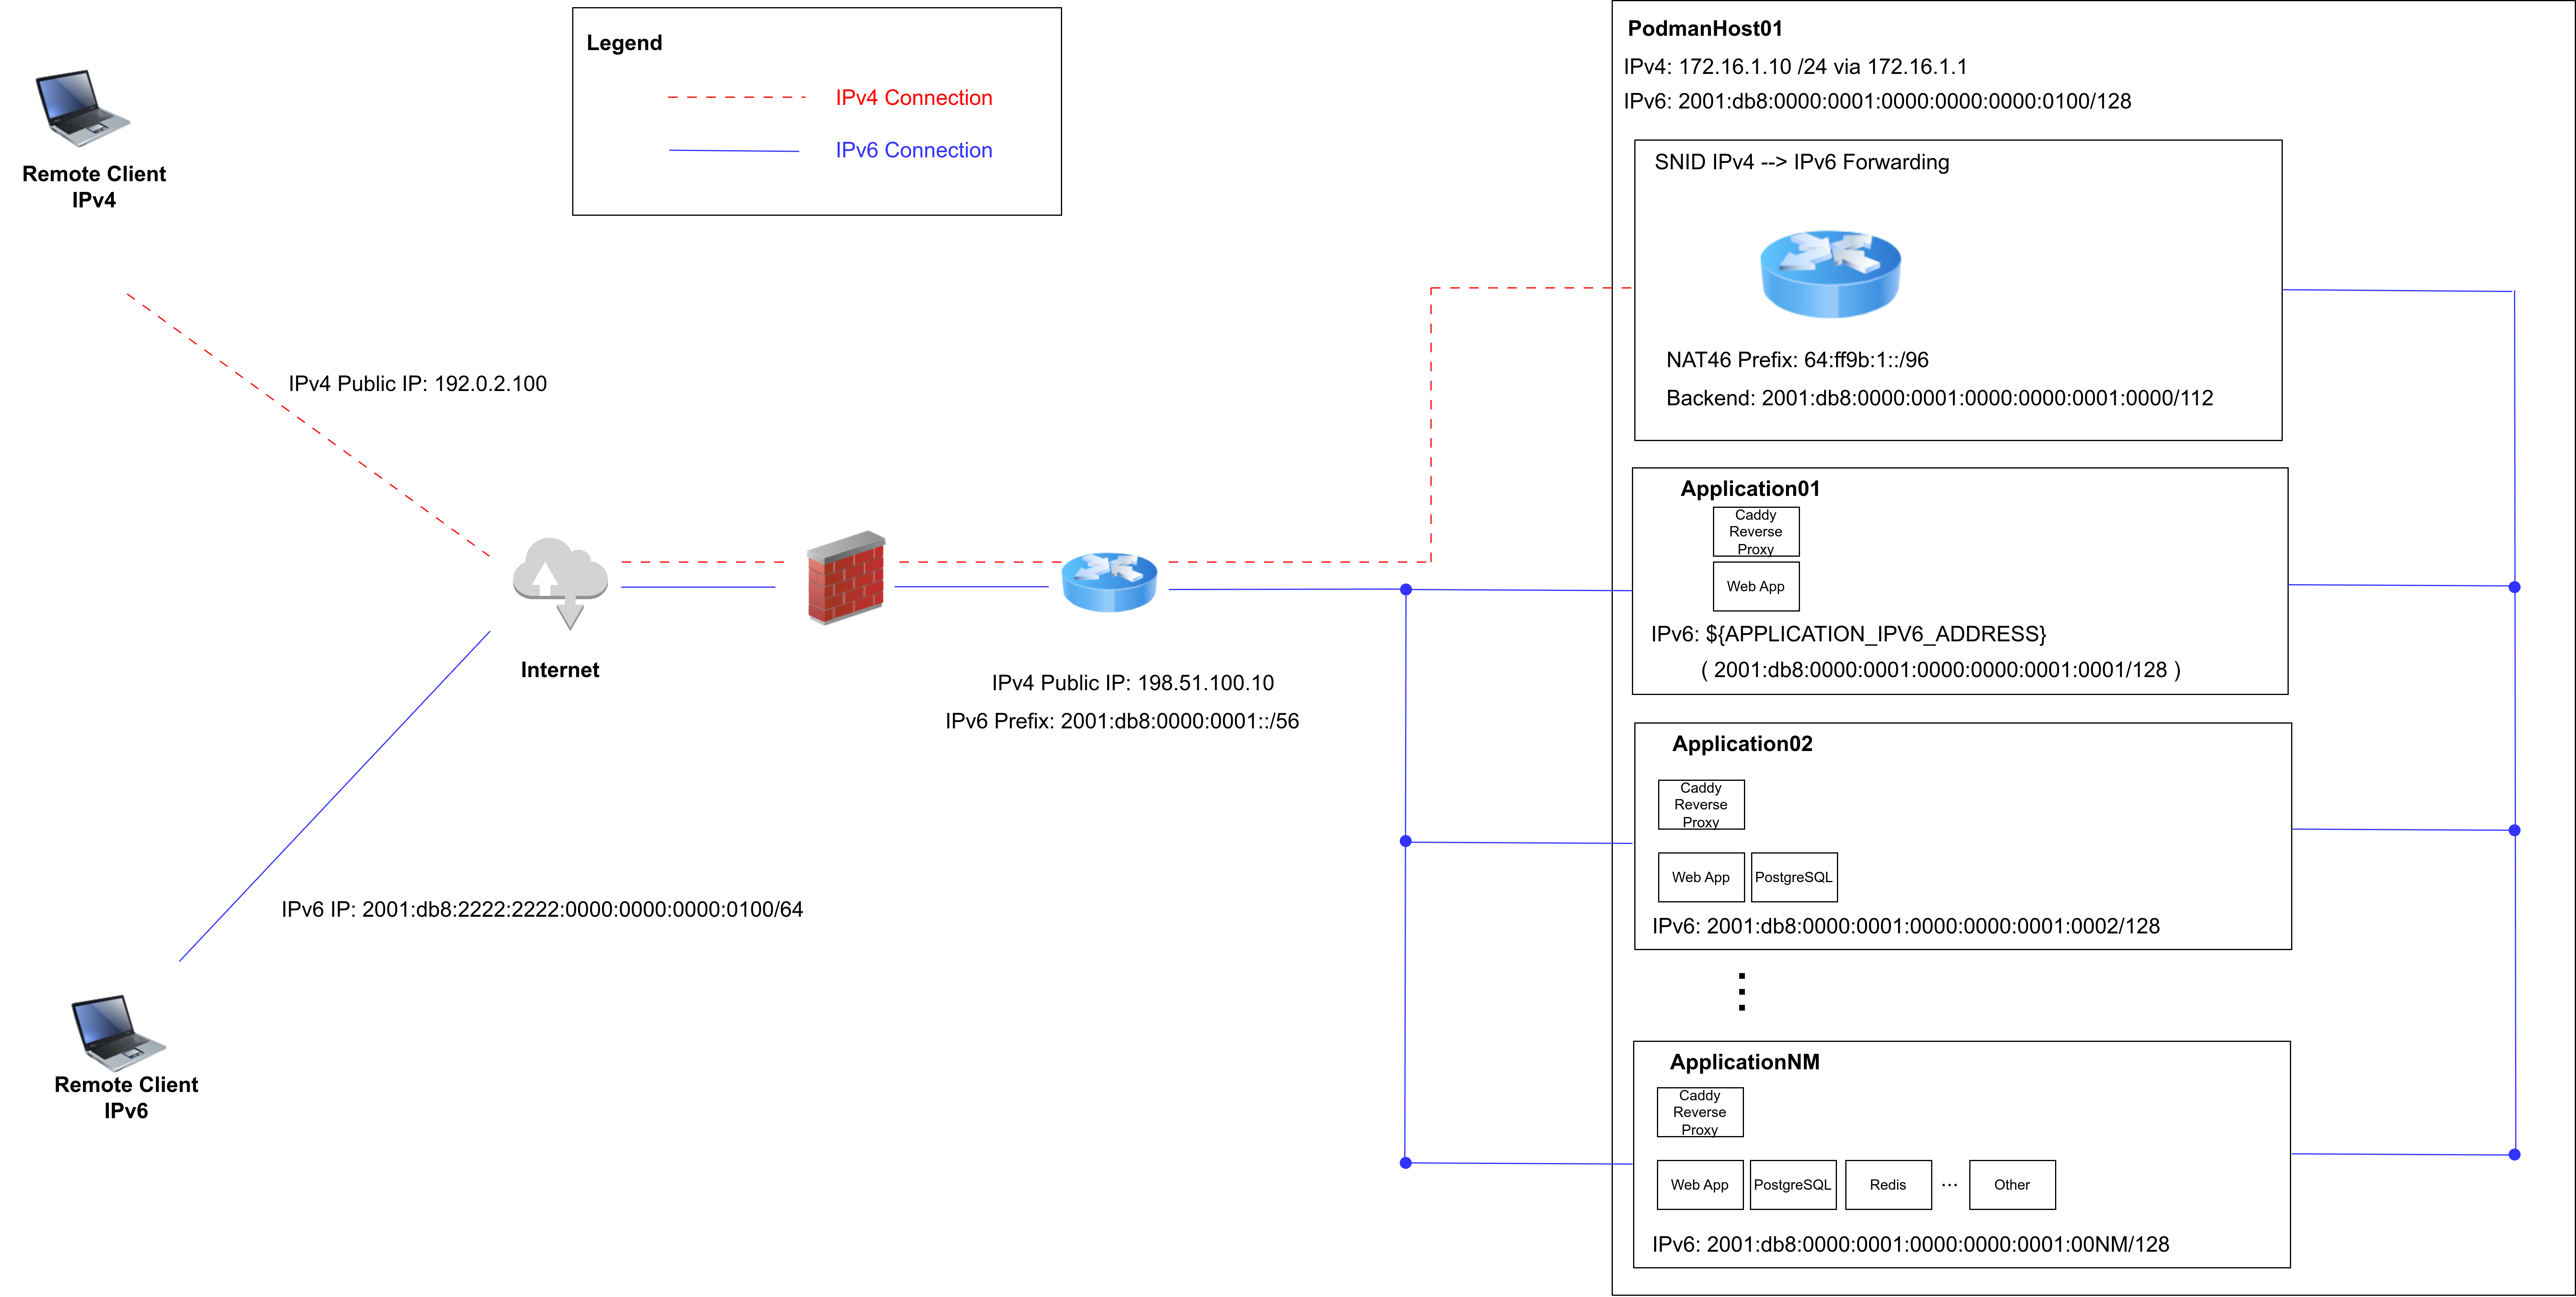 Legend
IPv4 Connection
IPv6 Connection
Remote Client
IPv4
IPv4 Public IP: 192.0.2.100
Internet
IPv4 Public IP: 198.51.100.10
IPv6 Prefix: 2001:db8:0000:0001::/56
IPv6 IP: 2001:db8:2222:2222:0000:0000:0000:0100/64
Remote Client
IPv6
PodmanHost01
IPv4: 172.16.1.10 /24 via 172.16.1.1
IPv6: 2001:db8:0000:0001:0000:0000:0000:0100/128
SNID IPv4 --> IPv6 Forwarding
NAT46 Prefix: 64:ff9b:1::/96
Backend: 2001:db8:0000:0001:0000:0000:0001:0000/112
Application01
Caddy
Reverse
Proxy
Web App
IPv6: ${APPLICATION_IPV6_ADDRESS}
( 2001:db8:0000:0001:0000:0000:0001:0001/128 )
Application02
Caddy
Reverse
Proxy
Web App PostgreSQL
IPv6: 2001:db8:0000:0001:0000:0000:0001:0002/128
ApplicationNM
Caddy
Reverse
Proxy
Web App PostgreSQL Redis ... Other
IPv6: 2001:db8:0000:0001:0000:0000:0001:00NM/128